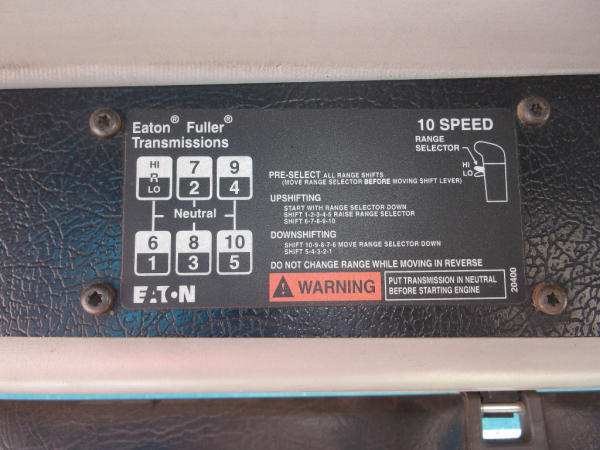 Eaton® Fuller®
Transmissions
10 SPEED
RANGE
SELECTOR
HI
LO
HI
R
LO
7
2
9
4
Neutral
6
1
8
3
10
5
PRE-SELECT ALL RANGE SHIFTS
(MOVE RANGE SELECTOR BEFORE MOVING SHIFT LEVER)
UPSHIFTING
START WITH RANGE SELECTOR DOWN
SHIFT 1-2-3-4-5 RAISE RANGE SELECTOR
SHIFT 6-7-8-9-10
DOWNSHIFTING
SHIFT 10-9-8-7-6 MOVE RANGE SELECTOR DOWN
SHIFT 5-4-3-2-1
DO NOT CHANGE RANGE WHILE MOVING IN REVERSE
EATON
WARNING
PUT TRANSMISSION IN NEUTRAL
BEFORE STARTING ENGINE
20400